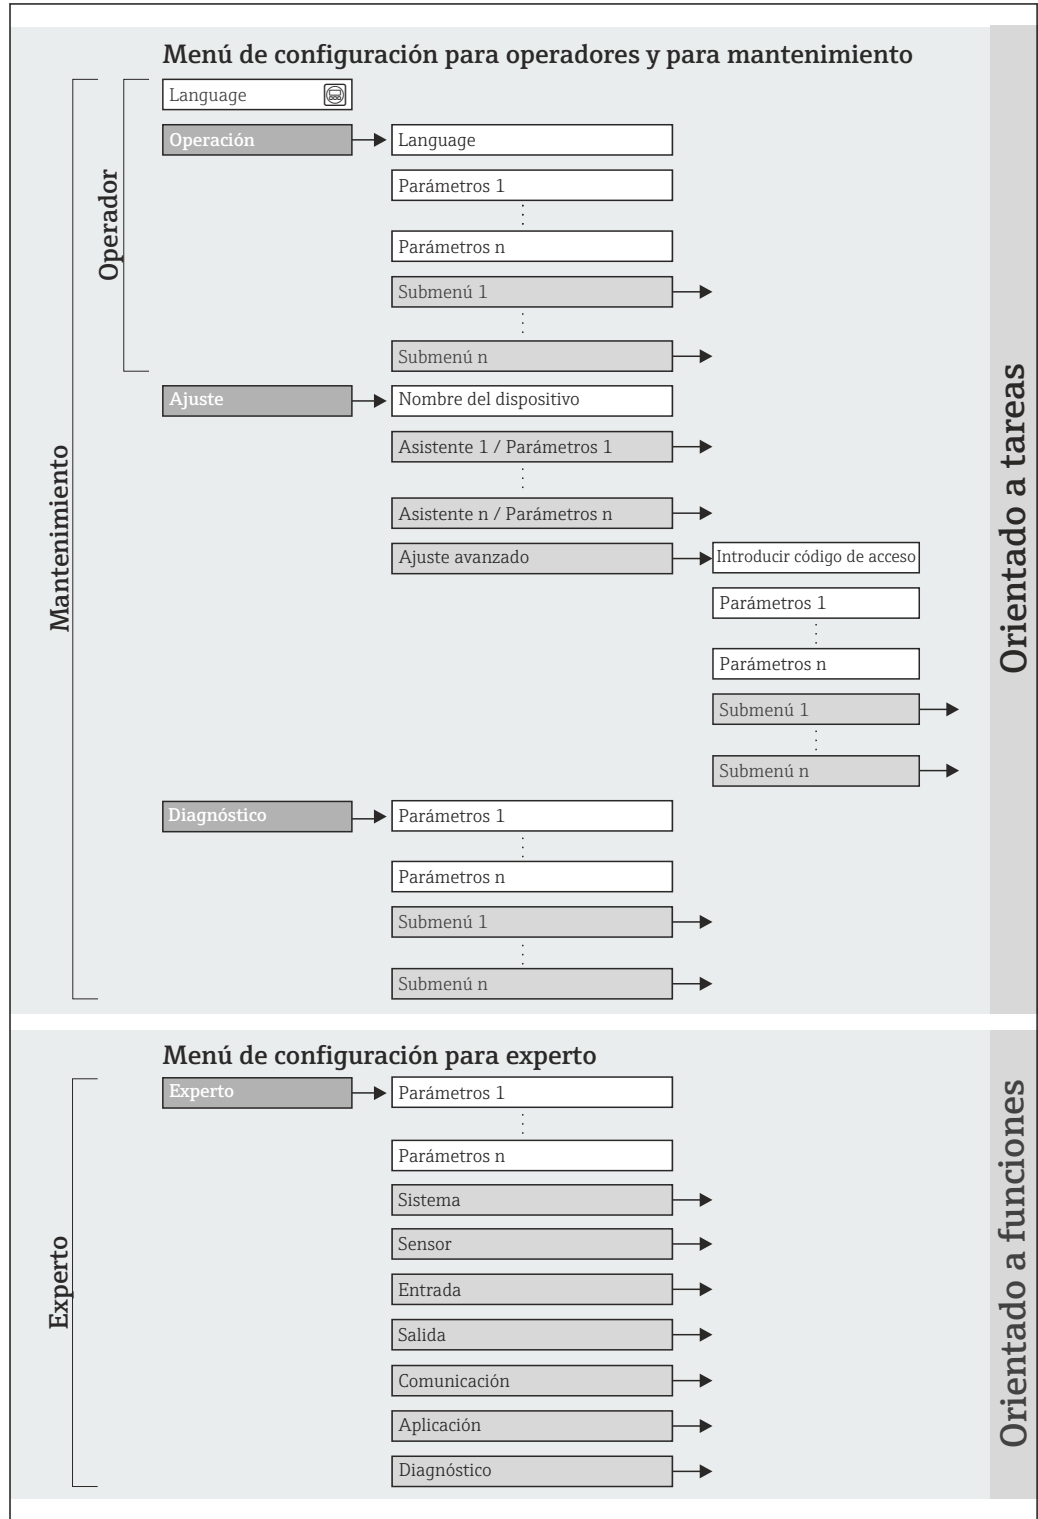 Menú de configuración para operadores y para mantenimiento
Language
Operación
Language
Parámetros 1
Parámetros n
Submenú 1
Submenú n
Operador
Ajuste
Nombre del dispositivo
Asistente 1 / Parámetros 1
Asistente n / Parámetros n
Ajuste avanzado
Introducir código de acceso
Parámetros 1
Parámetros n
Submenú 1
Submenú n
Mantenimiento
Diagnóstico
Parámetros 1
Parámetros n
Submenú 1
Submenú n
Orientado a tareas
Menú de configuración para experto
Experto
Parámetros 1
Parámetros n
Sistema
Sensor
Entrada
Salida
Comunicación
Aplicación
Diagnóstico
Experto
Orientado a funciones